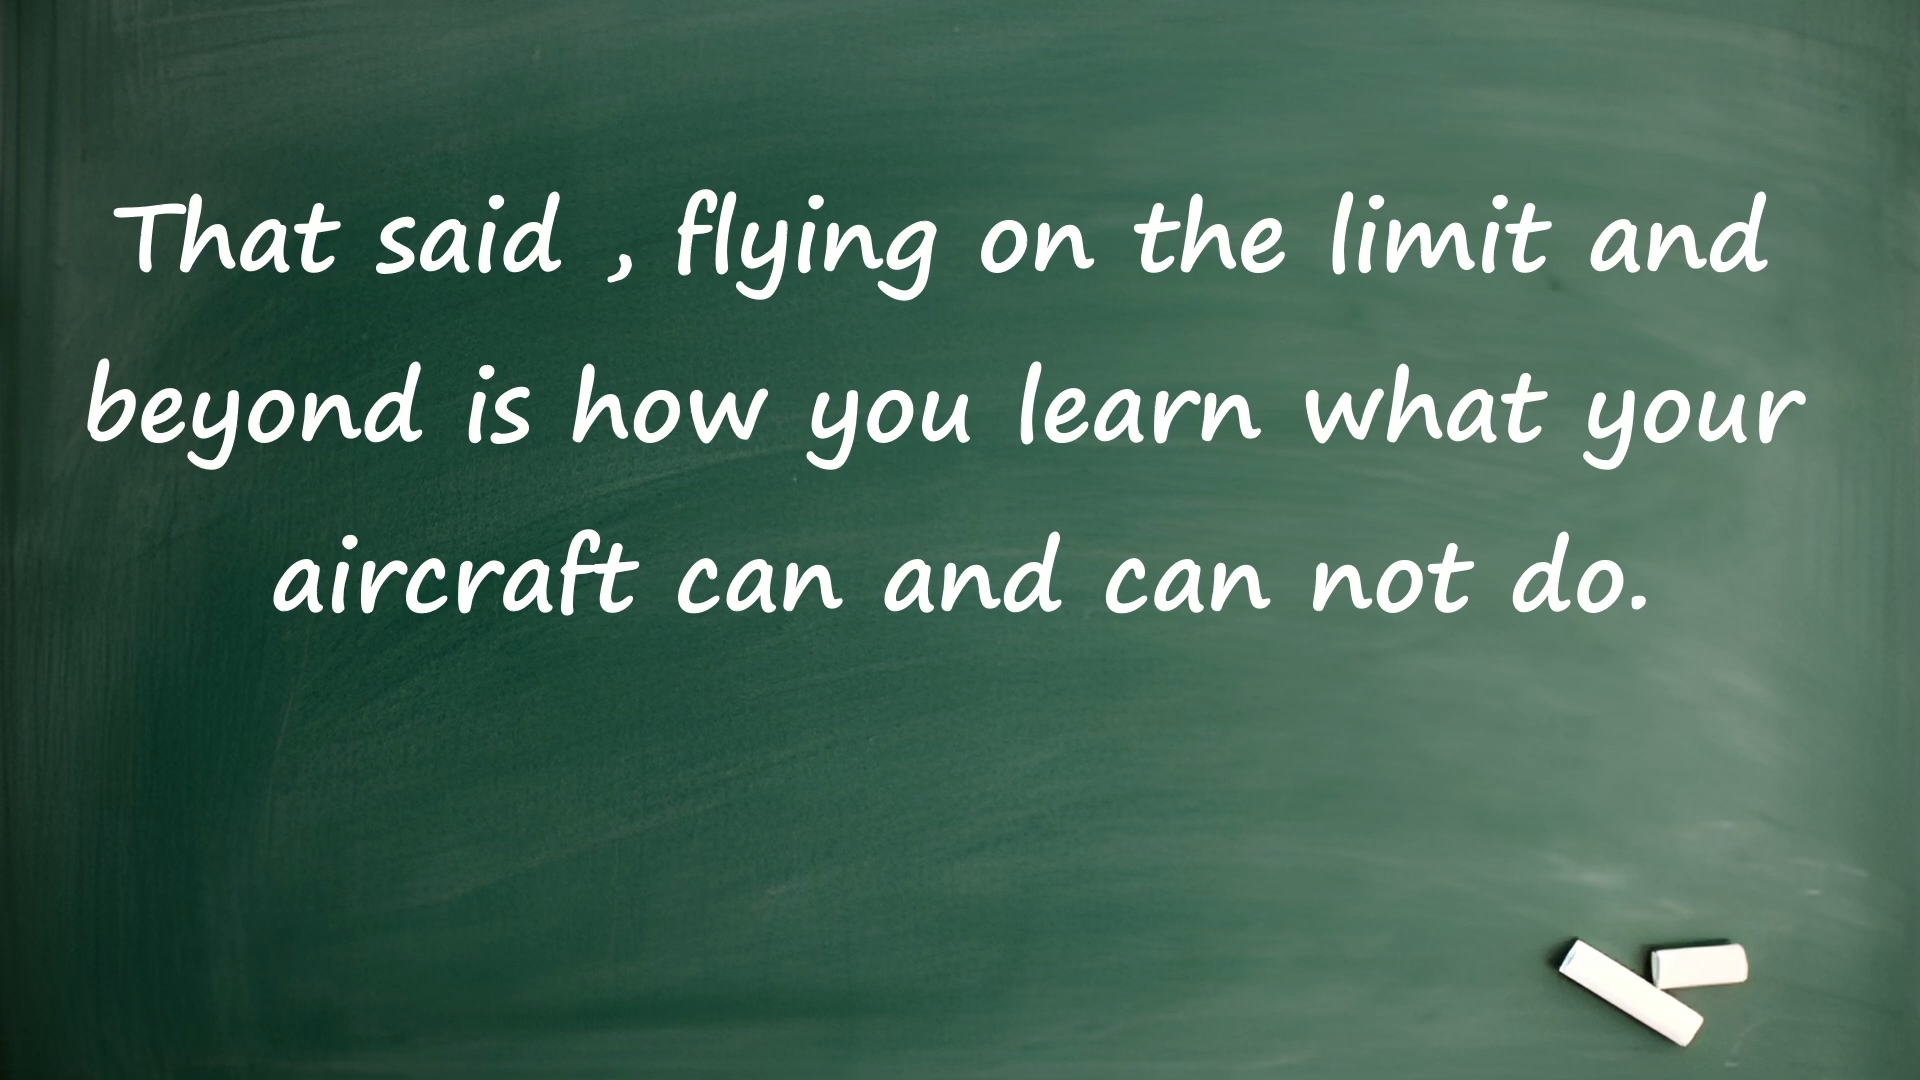 That said , flying on the limit and
beyond is how you learn what your
aircraft can and can not do.